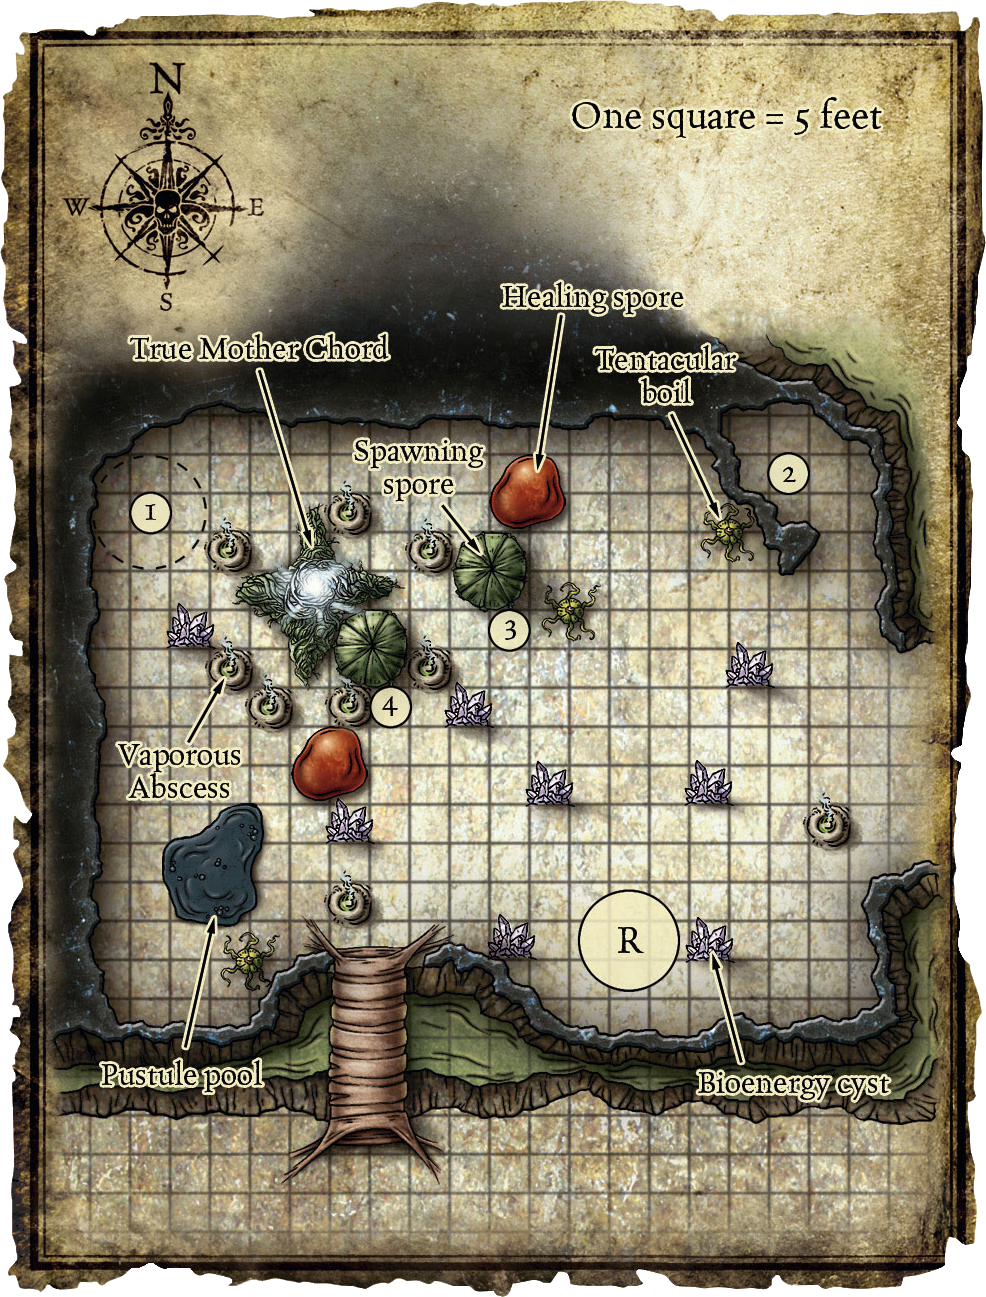 N
One square = 5 feet
W
E
S
Healing spore
True Mother Chord
Tentacular
boil
Spawning
spore
2
1
3
4
Vaporous
Abscess
R
Pustule pool
Bioenergy cyst